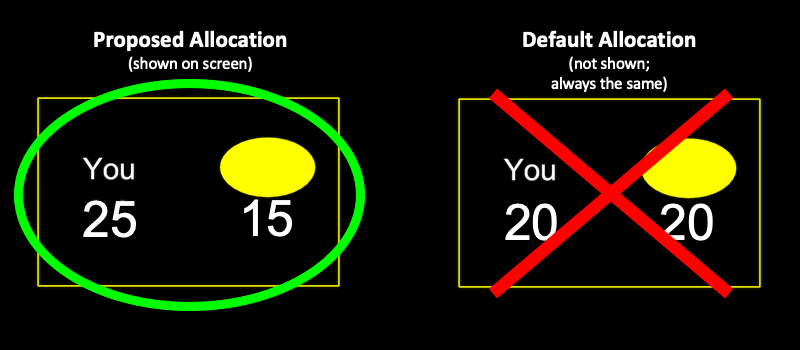 Proposed Allocation
(shown on screen)
You
25 15
Default Allocation
(not shown;
always the same)
You
20 20